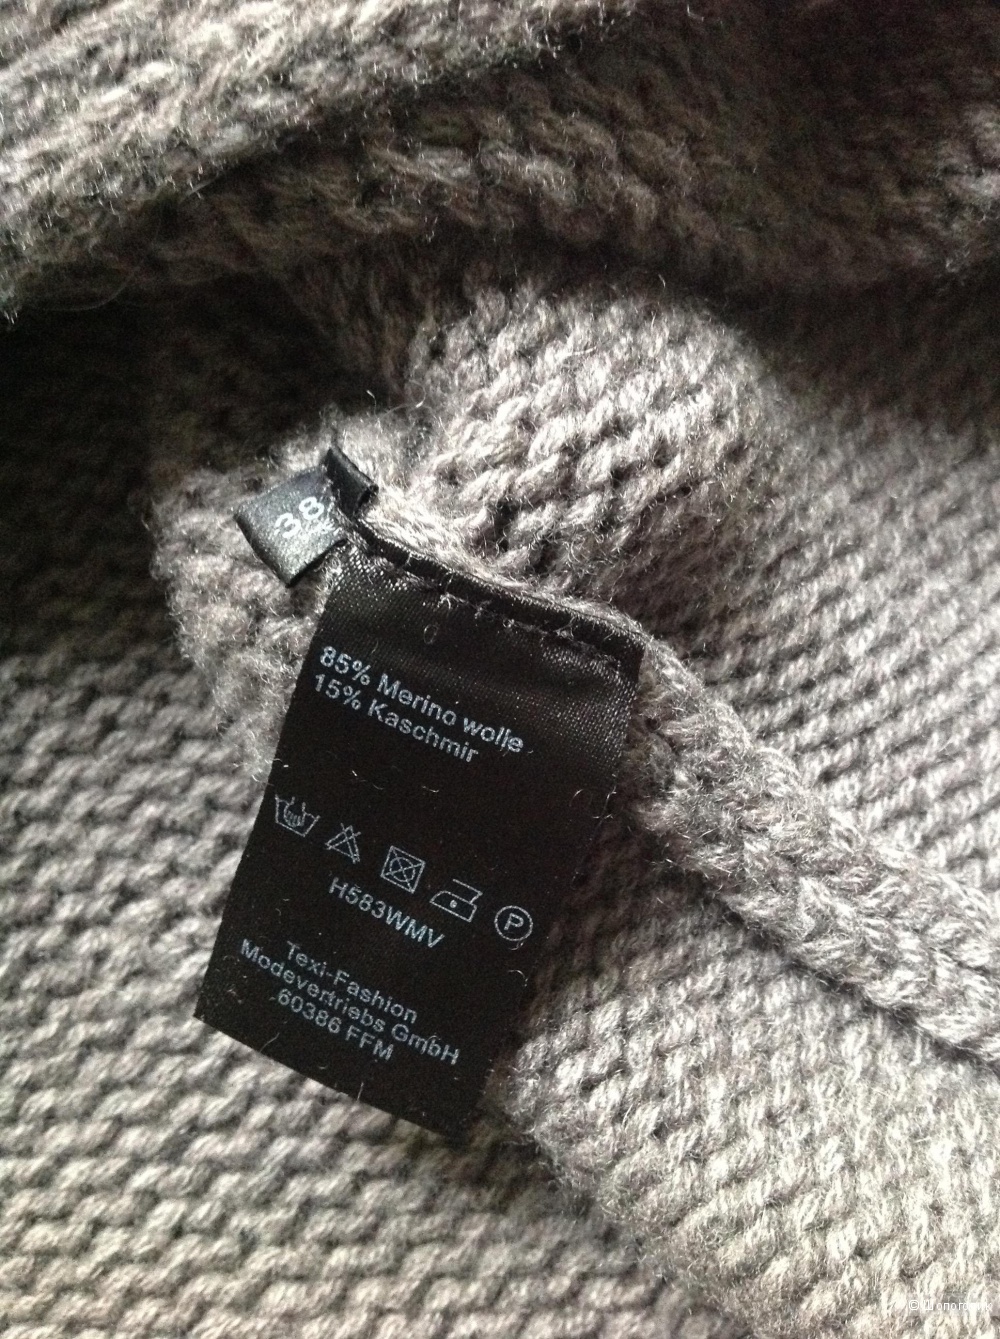 38
85% Merino wolle
15% Kaschmir
P
H583WMV
Texi-Fashion
Modevertriebs GmbH
60386 FFM